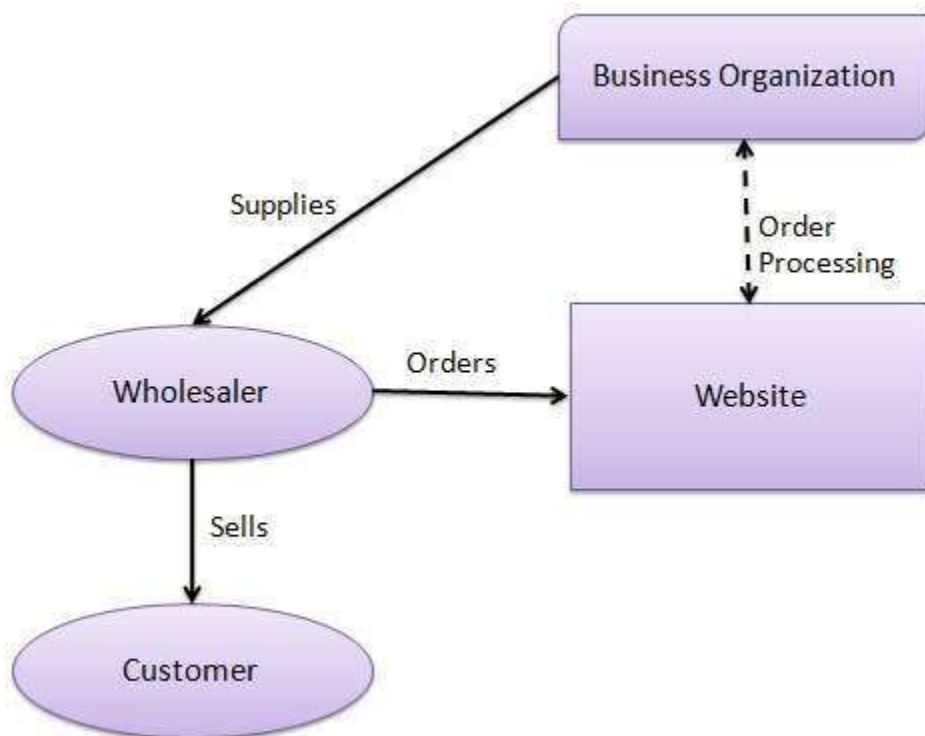 Business Organization
Supplies
Order
Processing
Orders
Wholesaler
Website
Sells
Customer